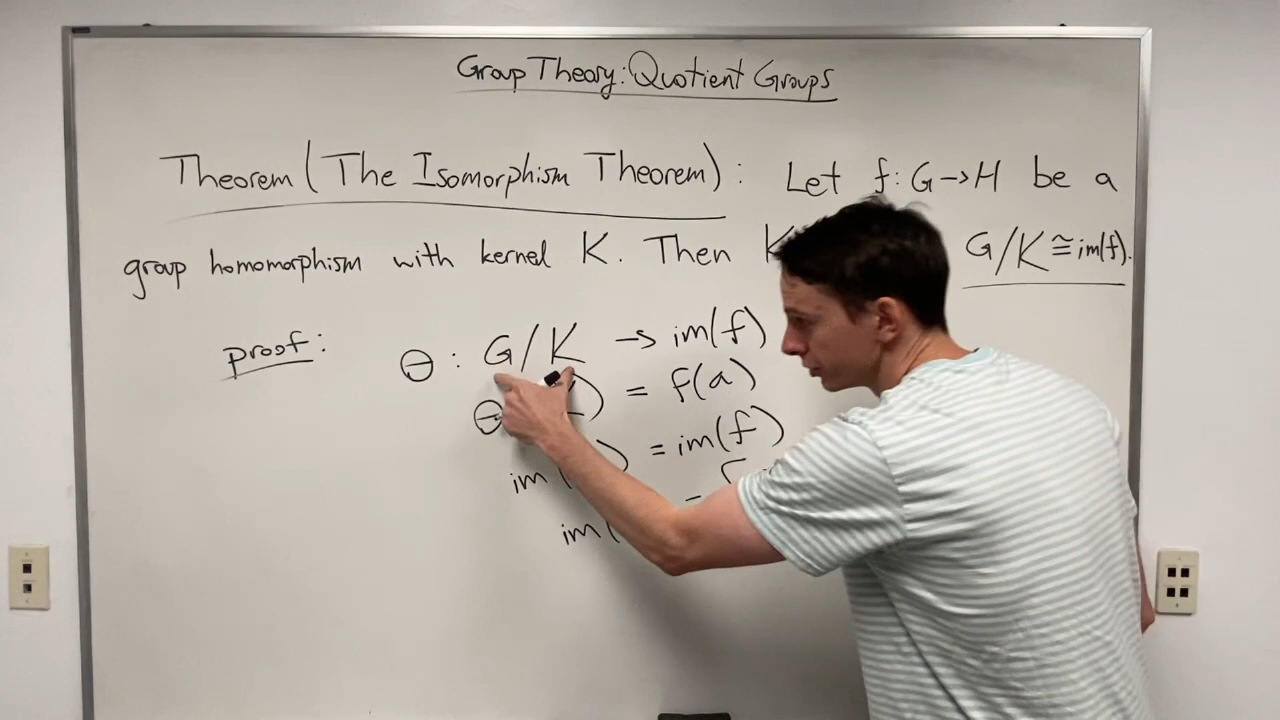 Group Theory: Quotient Groups
Theorem (The Isomorphism Theorem): Let f: G→H be a
group homomorphism with kernel K. Then K G/K ≅ im(f).
proof: Θ: G/K → im(f)
Θ ) = f(a)
im ( ) = im(f)
im( =